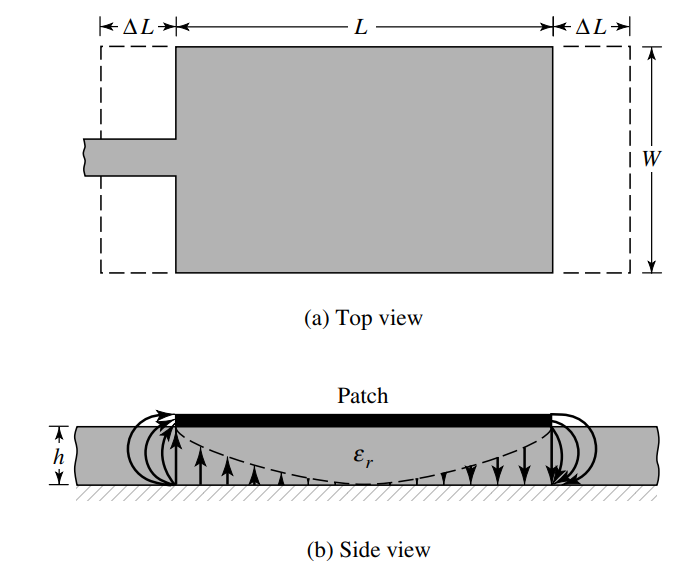 ΔL L ΔL
W
(a) Top view
Patch
h
εr
(b) Side view